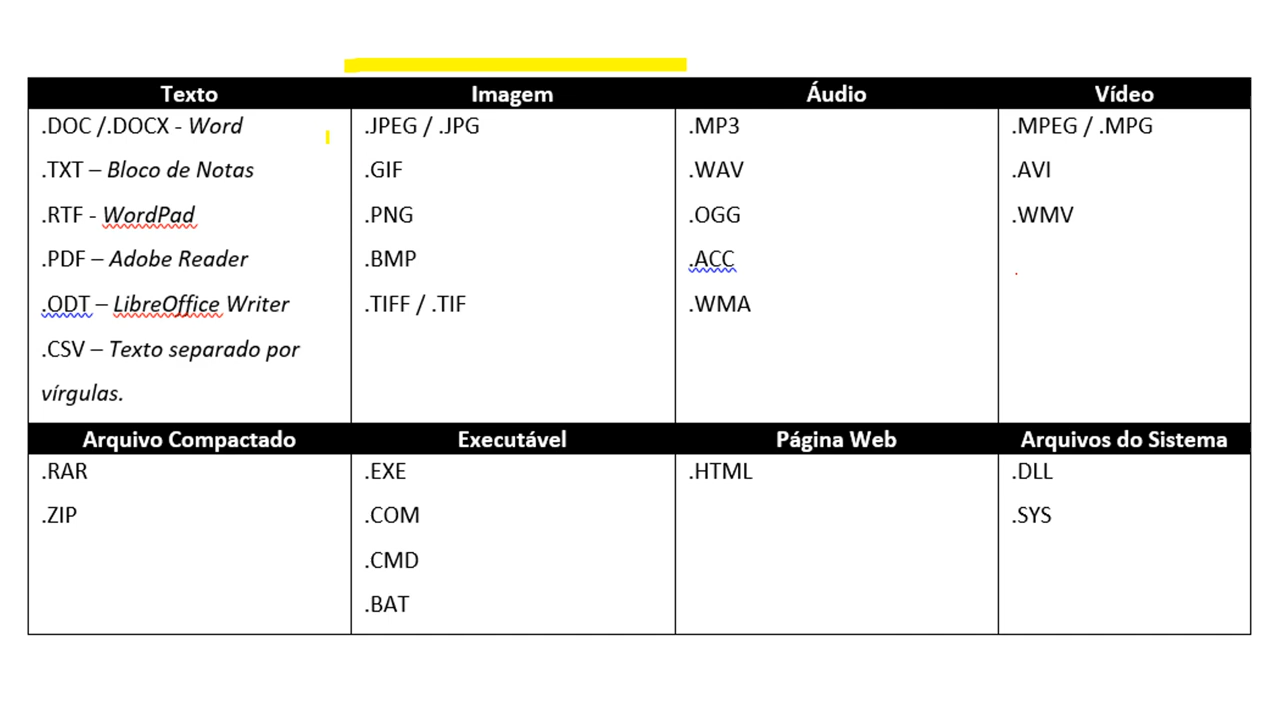 Texto Imagem Áudio Vídeo
.DOC /.DOCX - Word
.TXT – Bloco de Notas
.RTF - WordPad
.PDF – Adobe Reader
.ODT – LibreOffice Writer
.CSV – Texto separado por
vírgulas.
.JPEG / .JPG
.GIF
.PNG
.BMP
.TIFF / .TIF
.MP3
.WAV
.OGG
.ACC
.WMA
.MPEG / .MPG
.AVI
.WMV
Arquivo Compactado Executável Página Web Arquivos do Sistema
.RAR
.ZIP
.EXE
.COM
.CMD
.BAT
.HTML
.DLL
.SYS